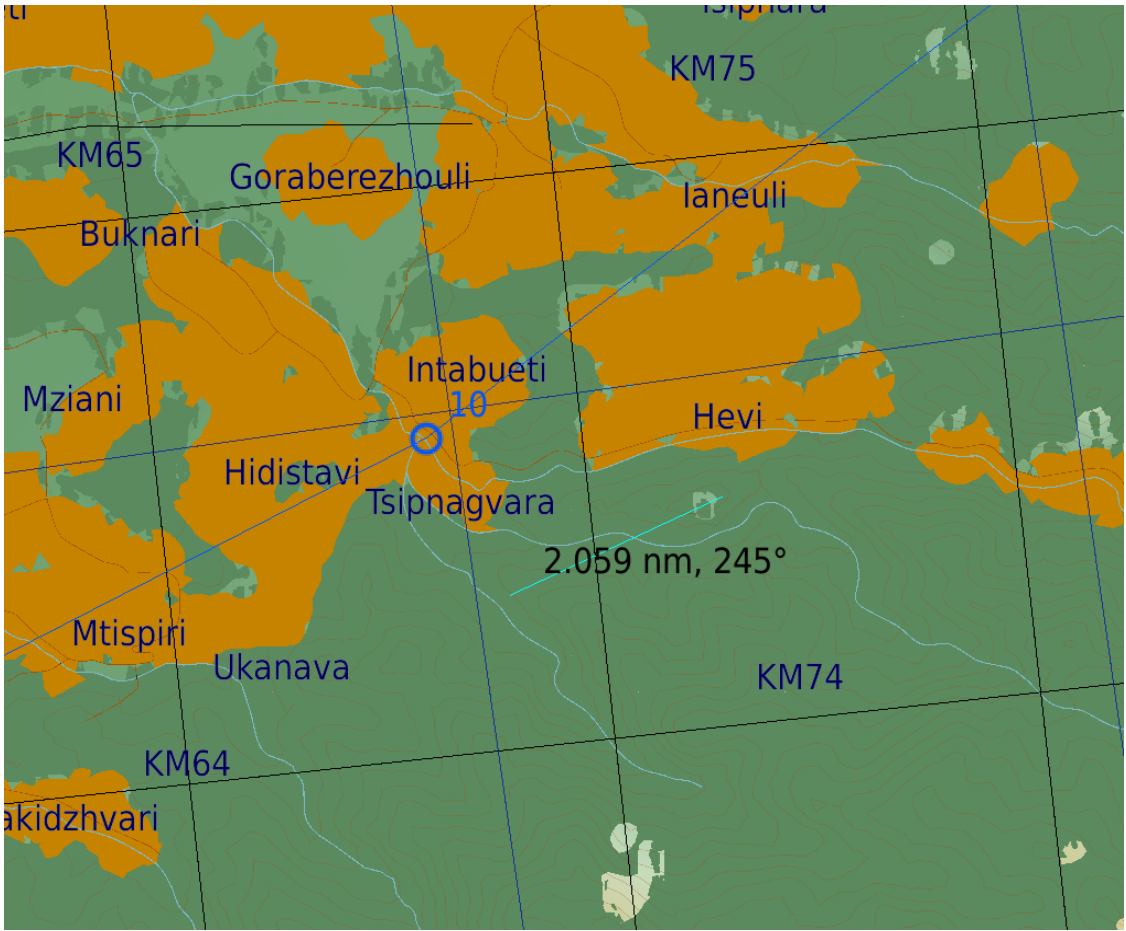 KM75
KM65
Goraberezhouli
Ianeuli
Buknari
Intabueti
Mziani
10
Hevi
Hidistavi
Tsipnagvara
2.059 nm, 245°
Mtispiri
Ukanava
KM74
KM64
akidzhvari